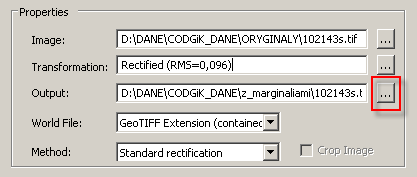 Properties
Image: D:\DANE\CODGiK_DANE\ORYGINALY\102143s.tif ...
Transformation: Rectified (RMS=0,096) ...
Output: D:\DANE\CODGiK_DANE\z_marginaliami\102143s.t ...
World File: GeoTIFF Extension (containec
Method: Standard rectification Crop Image